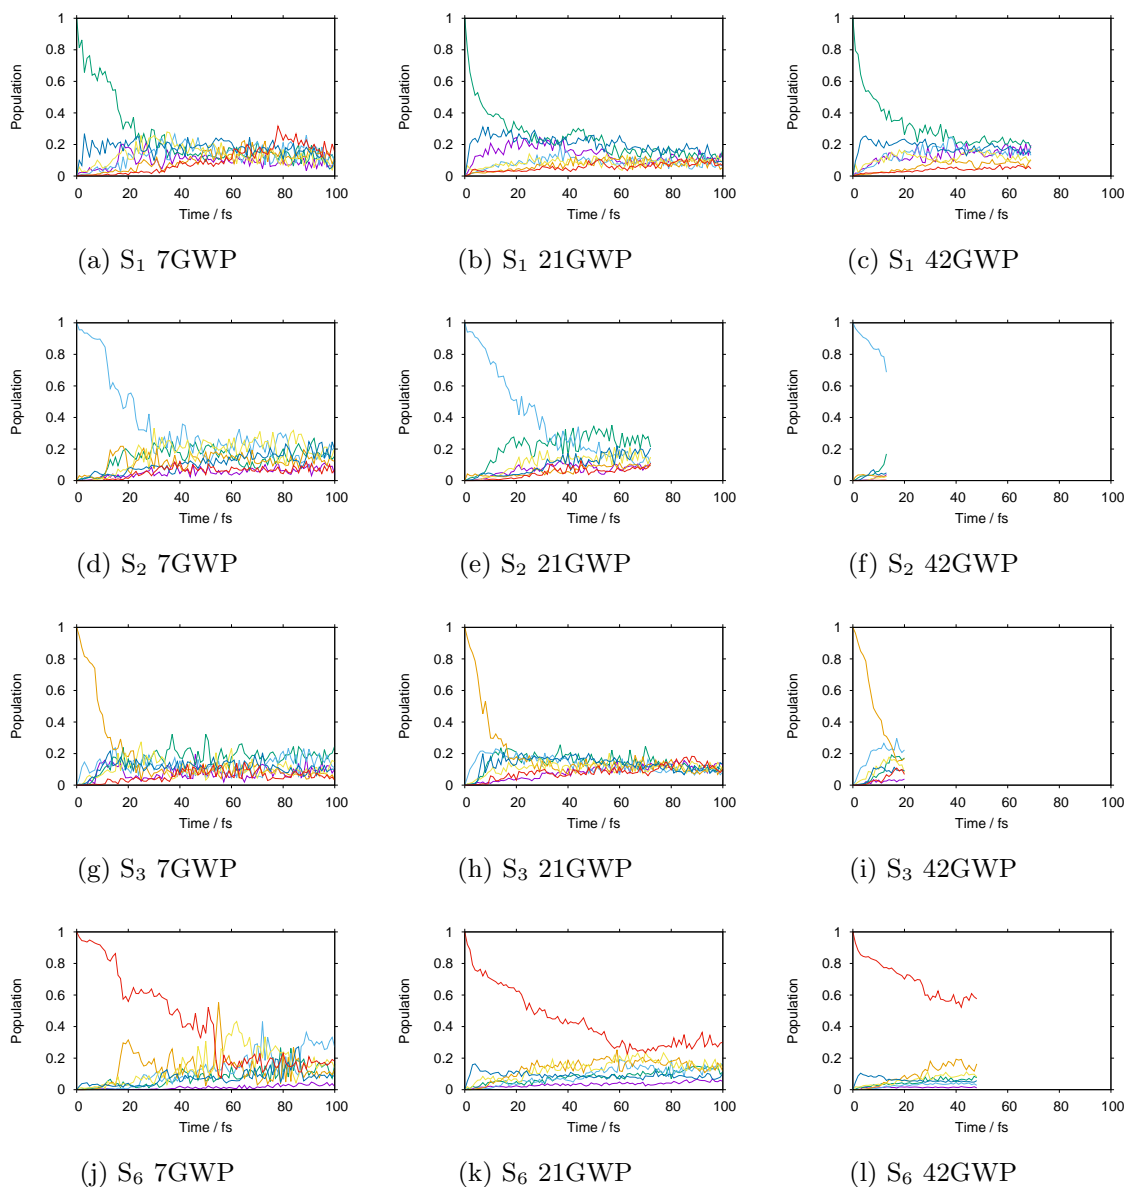 1
0.8
0.6
0.4
0.2
0
Population
0 20 40 60 80 100
Time / fs
(a) S₁ 7GWP
1
0.8
0.6
0.4
0.2
0
Population
0 20 40 60 80 100
Time / fs
(b) S₁ 21GWP
1
0.8
0.6
0.4
0.2
0
Population
0 20 40 60 80 100
Time / fs
(c) S₁ 42GWP
1
0.8
0.6
0.4
0.2
0
Population
0 20 40 60 80 100
Time / fs
(d) S₂ 7GWP
1
0.8
0.6
0.4
0.2
0
Population
0 20 40 60 80 100
Time / fs
(e) S₂ 21GWP
1
0.8
0.6
0.4
0.2
0
Population
0 20 40 60 80 100
Time / fs
(f) S₂ 42GWP
1
0.8
0.6
0.4
0.2
0
Population
0 20 40 60 80 100
Time / fs
(g) S₃ 7GWP
1
0.8
0.6
0.4
0.2
0
Population
0 20 40 60 80 100
Time / fs
(h) S₃ 21GWP
1
0.8
0.6
0.4
0.2
0
Population
0 20 40 60 80 100
Time / fs
(i) S₃ 42GWP
1
0.8
0.6
0.4
0.2
0
Population
0 20 40 60 80 100
Time / fs
(j) S₆ 7GWP
1
0.8
0.6
0.4
0.2
0
Population
0 20 40 60 80 100
Time / fs
(k) S₆ 21GWP
1
0.8
0.6
0.4
0.2
0
Population
0 20 40 60 80 100
Time / fs
(l) S₆ 42GWP